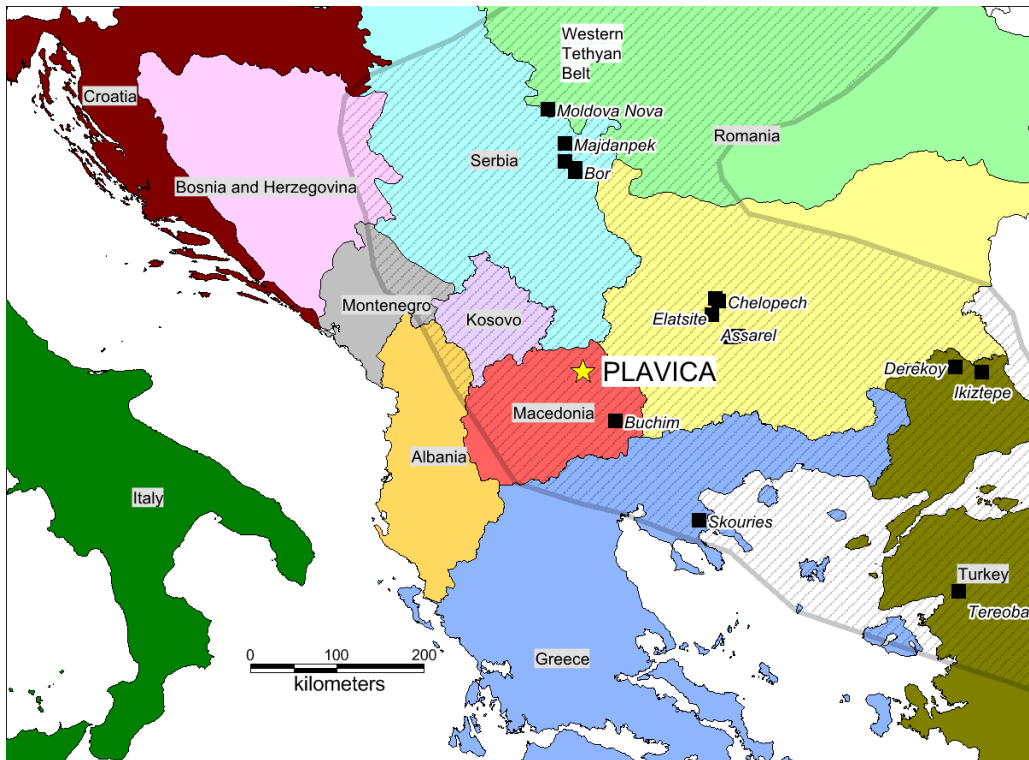 Western
Tethyan
Belt
Croatia
Moldova Nova
Romania
Majdanpek
Serbia
Bor
Bosnia and Herzegovina
Montenegro
Chelopech
Kosovo
Elatsite
Assarel
PLAVICA
Derekoy
Ikiztepe
Macedonia
Buchim
Albania
Italy
Skouries
Turkey
Tereoba
Greece
0 100 200
kilometers